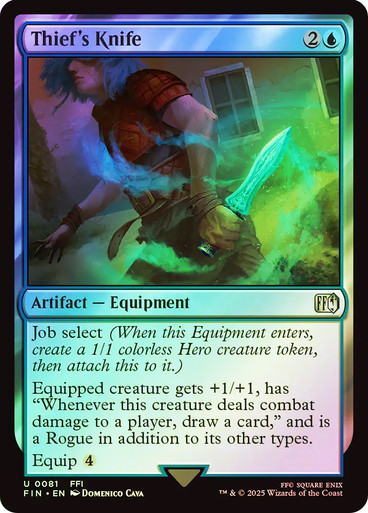 Thief's Knife 2
Artifact — Equipment
FFI
Job select (When this Equipment enters,
create a 1/1 colorless Hero creature token,
then attach this to it.)
Equipped creature gets +1/+1, has
“Whenever this creature deals combat
damage to a player, draw a card,” and is
a Rogue in addition to its other types.
Equip 4
U 0081 FFI
FIN • EN Domenico Cava
FF© SQUARE ENIX
™ & © 2025 Wizards of the Coast